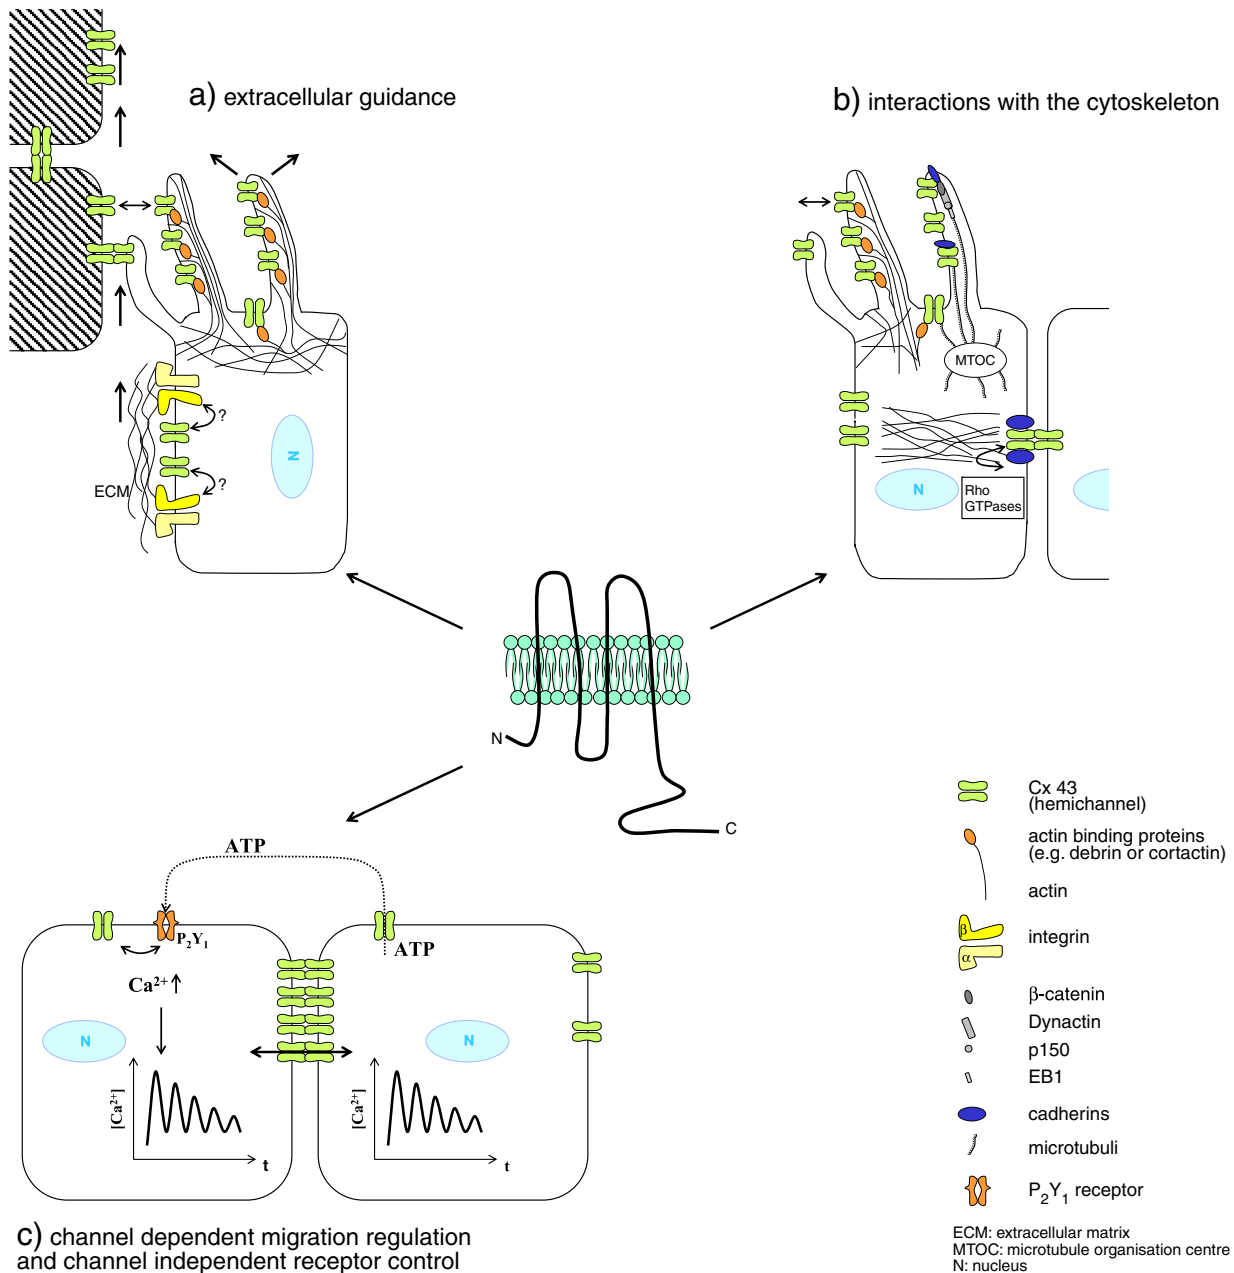 a) extracellular guidance
b) interactions with the cytoskeleton
?
?
ECM
N
MTOC
N
Rho
GTPases
N
C
ATP
P2Y1
ATP
Ca2+
N
N
[Ca2+]
t
[Ca2+]
t
c) channel dependent migration regulation
and channel independent receptor control
Cx 43
(hemichannel)
actin binding proteins
(e.g. debrin or cortactin)
actin
β
α
integrin
β-catenin
Dynactin
p150
EB1
cadherins
microtubuli
P2Y1 receptor
ECM: extracellular matrix
MTOC: microtubule organisation centre
N: nucleus